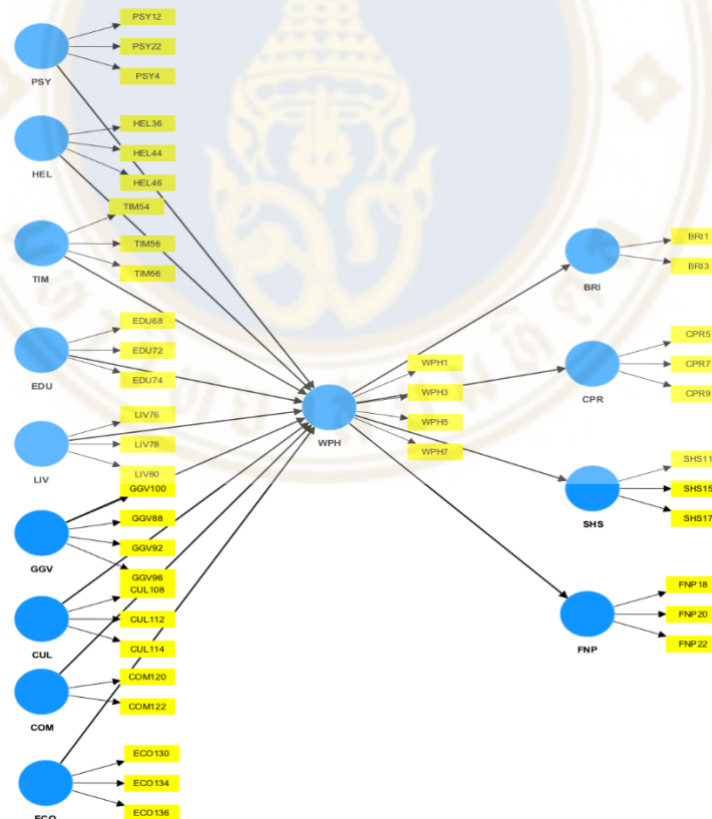 PSY12
PSY22
PSY4
PSY
HEL36
HEL44
HEL46
HEL
TIM54
TIM56
TIM66
TIM
EDU68
EDU72
EDU74
EDU
LIV76
LIV78
LIV80
LIV
GGV100
GGV88
GGV92
GGV96
GGV
CUL108
CUL112
CUL114
CUL
COM120
COM122
COM
ECO130
ECO134
ECO136
ECO
WPH1
WPH3
WPH5
WPH7
WPH
BRI1
BRI3
BRI
CPR5
CPR7
CPR9
CPR
SHS11
SHS15
SHS17
SHS
FNP18
FNP20
FNP22
FNP